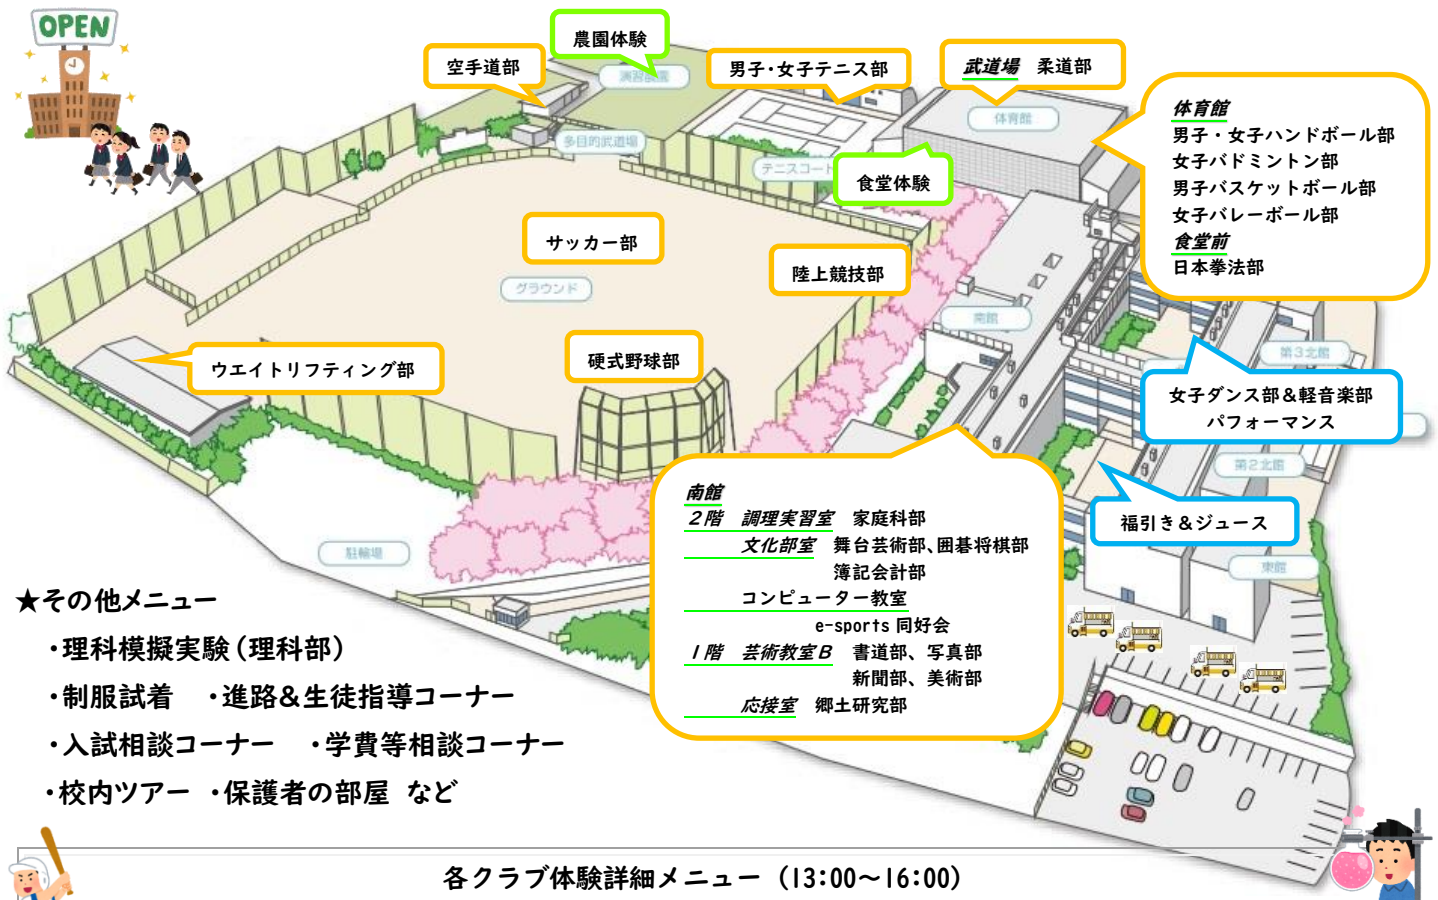 OPEN
農園体験
空手道部
演習農園
男子・女子テニス部
武道場 柔道部
体育館
多目的武道場
テニスコート
食堂体験
体育館
男子・女子ハンドボール部
女子バドミントン部
男子バスケットボール部
女子バレーボール部
食堂前
日本拳法部
サッカー部
陸上競技部
グラウンド
南館
ウエイトリフティング部
硬式野球部
第3北館
女子ダンス部&軽音楽部
パフォーマンス
第2北館
福引き&ジュース
東館
駐輪場
南館
2階 調理実習室 家庭科部
文化部室 舞台芸術部、囲碁将棋部
簿記会計部
コンピューター教室
e-sports 同好会
1階 芸術教室B 書道部、写真部
新聞部、美術部
応接室 郷土研究部
★その他メニュー
・理科模擬実験(理科部)
・制服試着 ・進路&生徒指導コーナー
・入試相談コーナー ・学費等相談コーナー
・校内ツアー ・保護者の部屋 など
各クラブ体験詳細メニュー (13:00~16:00)